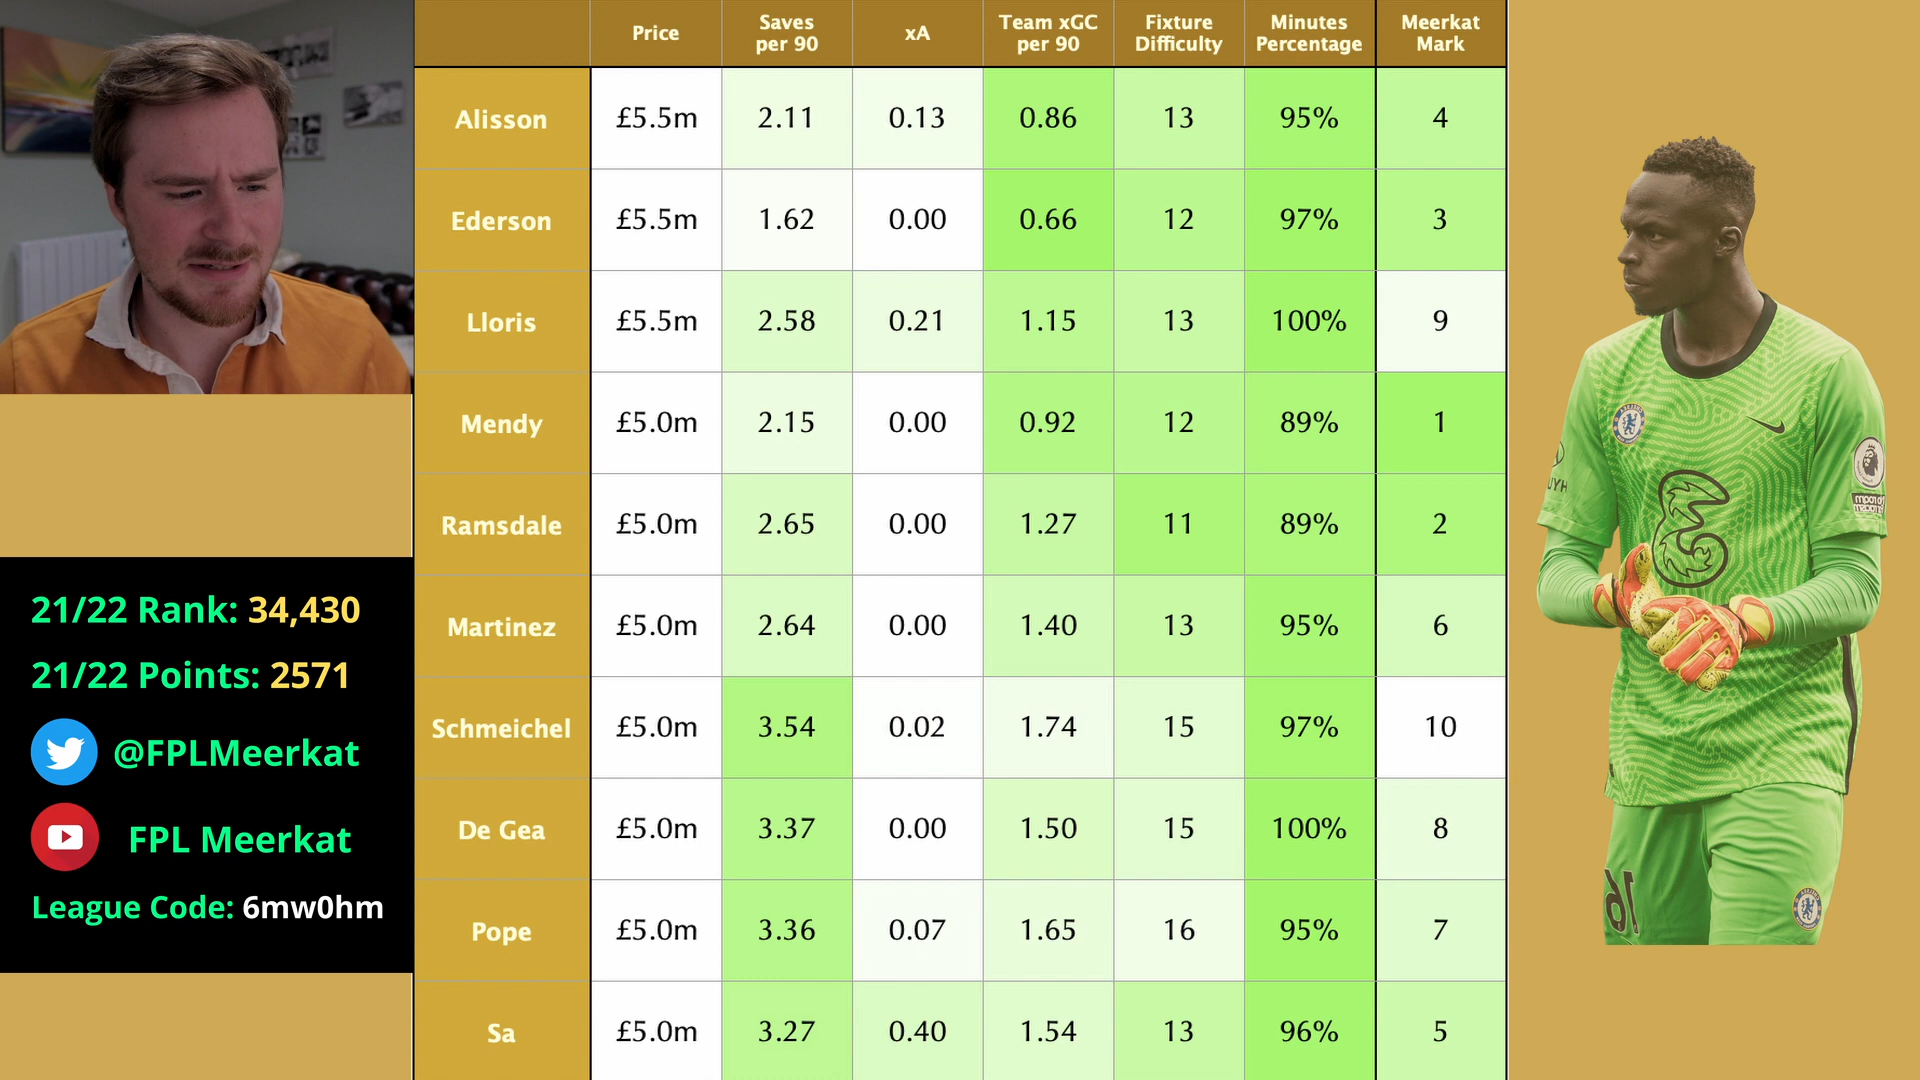 Price Saves per 90 xA Team xGC per 90 Fixture Difficulty Minutes Percentage Meerkat Mark
Alisson £5.5m 2.11 0.13 0.86 13 95% 4
Ederson £5.5m 1.62 0.00 0.66 12 97% 3
Lloris £5.5m 2.58 0.21 1.15 13 100% 9
Mendy £5.0m 2.15 0.00 0.92 12 89% 1
Ramsdale £5.0m 2.65 0.00 1.27 11 89% 2
Martinez £5.0m 2.64 0.00 1.40 13 95% 6
Schmeichel £5.0m 3.54 0.02 1.74 15 97% 10
De Gea £5.0m 3.37 0.00 1.50 15 100% 8
Pope £5.0m 3.36 0.07 1.65 16 95% 7
Sa £5.0m 3.27 0.40 1.54 13 96% 5
21/22 Rank: 34,430
21/22 Points: 2571
@FPLMeerkat
FPL Meerkat
League Code: 6mw0hm
3
16